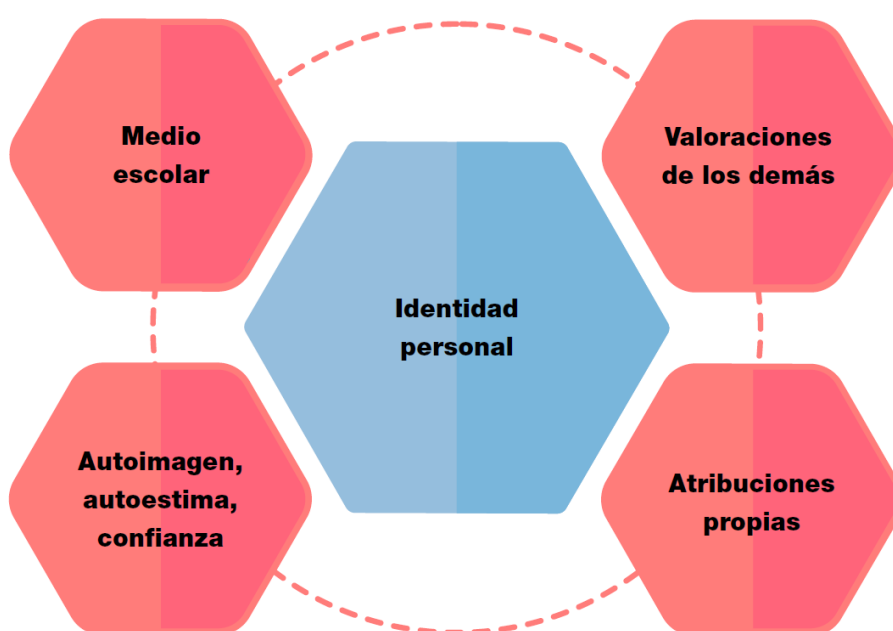 Medio
escolar
Valoraciones
de los demás
Identidad
personal
Autoimagen,
autoestima,
confianza
Atribuciones
propias